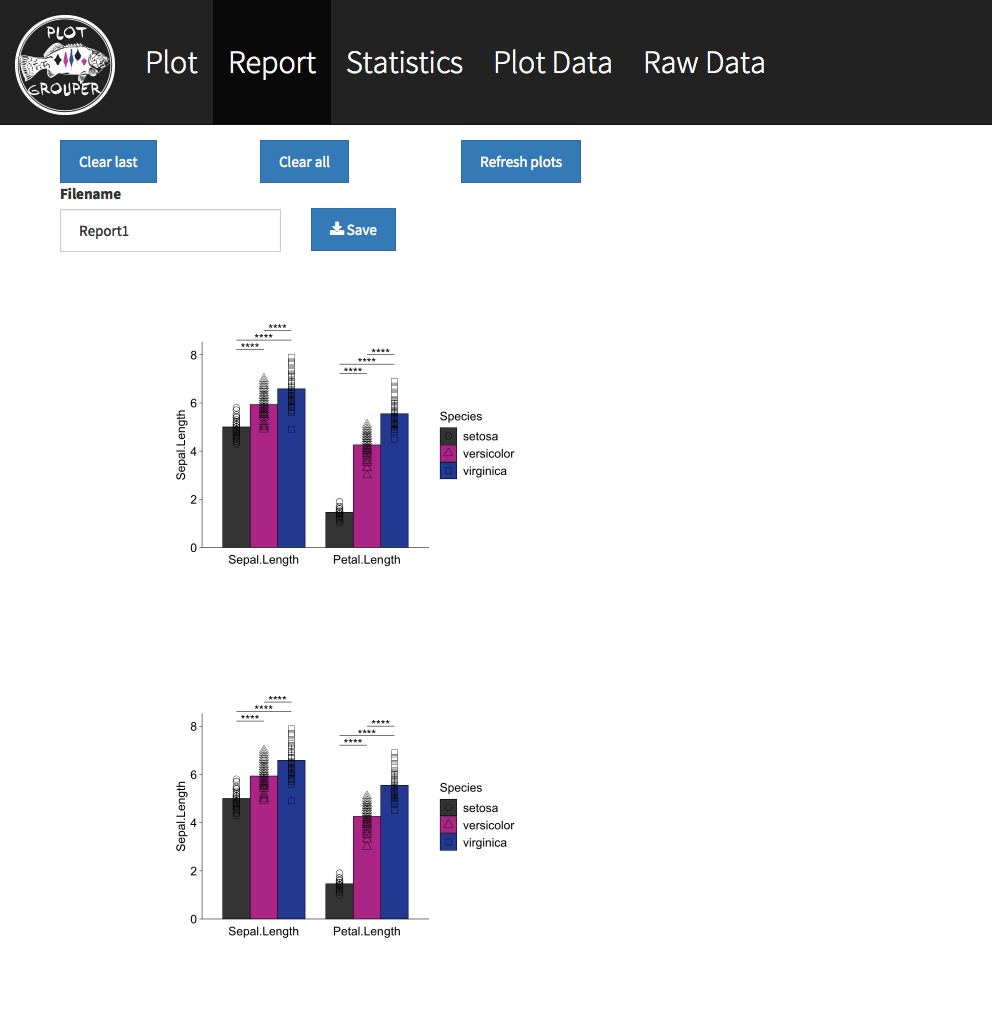 PLOT
GROUPER
Plot Report Statistics Plot Data Raw Data
Clear last Clear all Refresh plots
Filename
Report1 Save
****
****
****
****
****
****
8
6
4
2
0
Sepal.Length
Sepal.Length Petal.Length
Species
setosa
versicolor
virginica
****
****
****
****
****
****
8
6
4
2
0
Sepal.Length
Sepal.Length Petal.Length
Species
setosa
versicolor
virginica